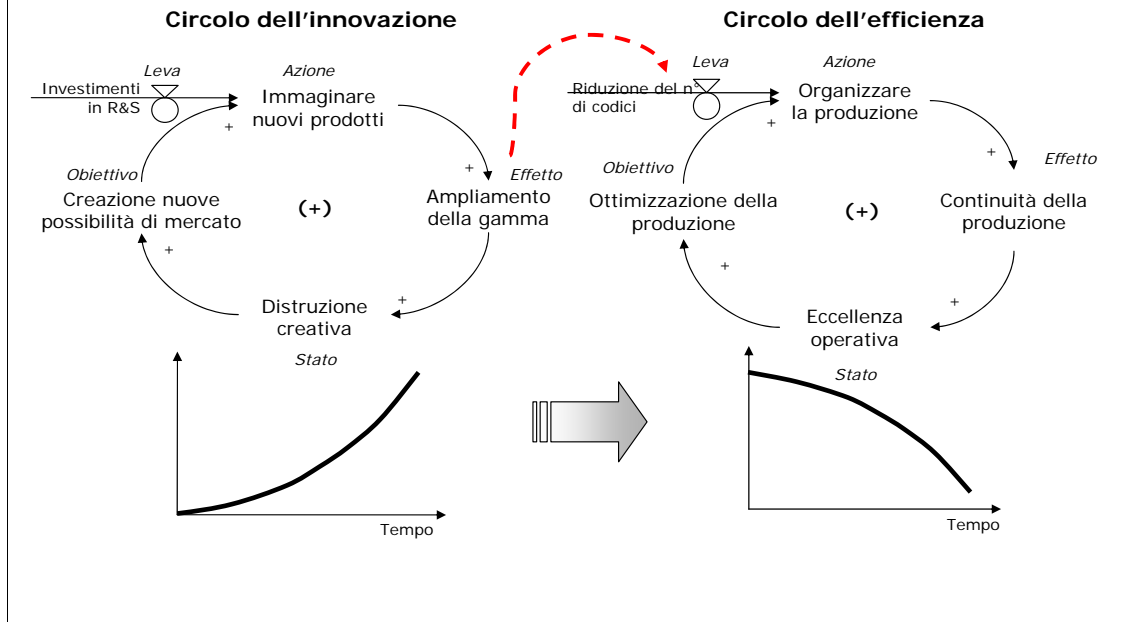 Circolo dell'innovazione
Leva
Azione
Investimenti
in R&S
Immaginare
nuovi prodotti
+
+
Obiettivo
Effetto
Creazione nuove
possibilità di mercato
(+)
Ampliamento
della gamma
+
+
Distruzione
creativa
Stato
Tempo
Circolo dell'efficienza
Leva
Azione
Riduzione del n°
di codici
Organizzare
la produzione
+
+
Obiettivo
Effetto
Ottimizzazione della
produzione
(+)
Continuità della
produzione
+
+
Eccellenza
operativa
Stato
Tempo